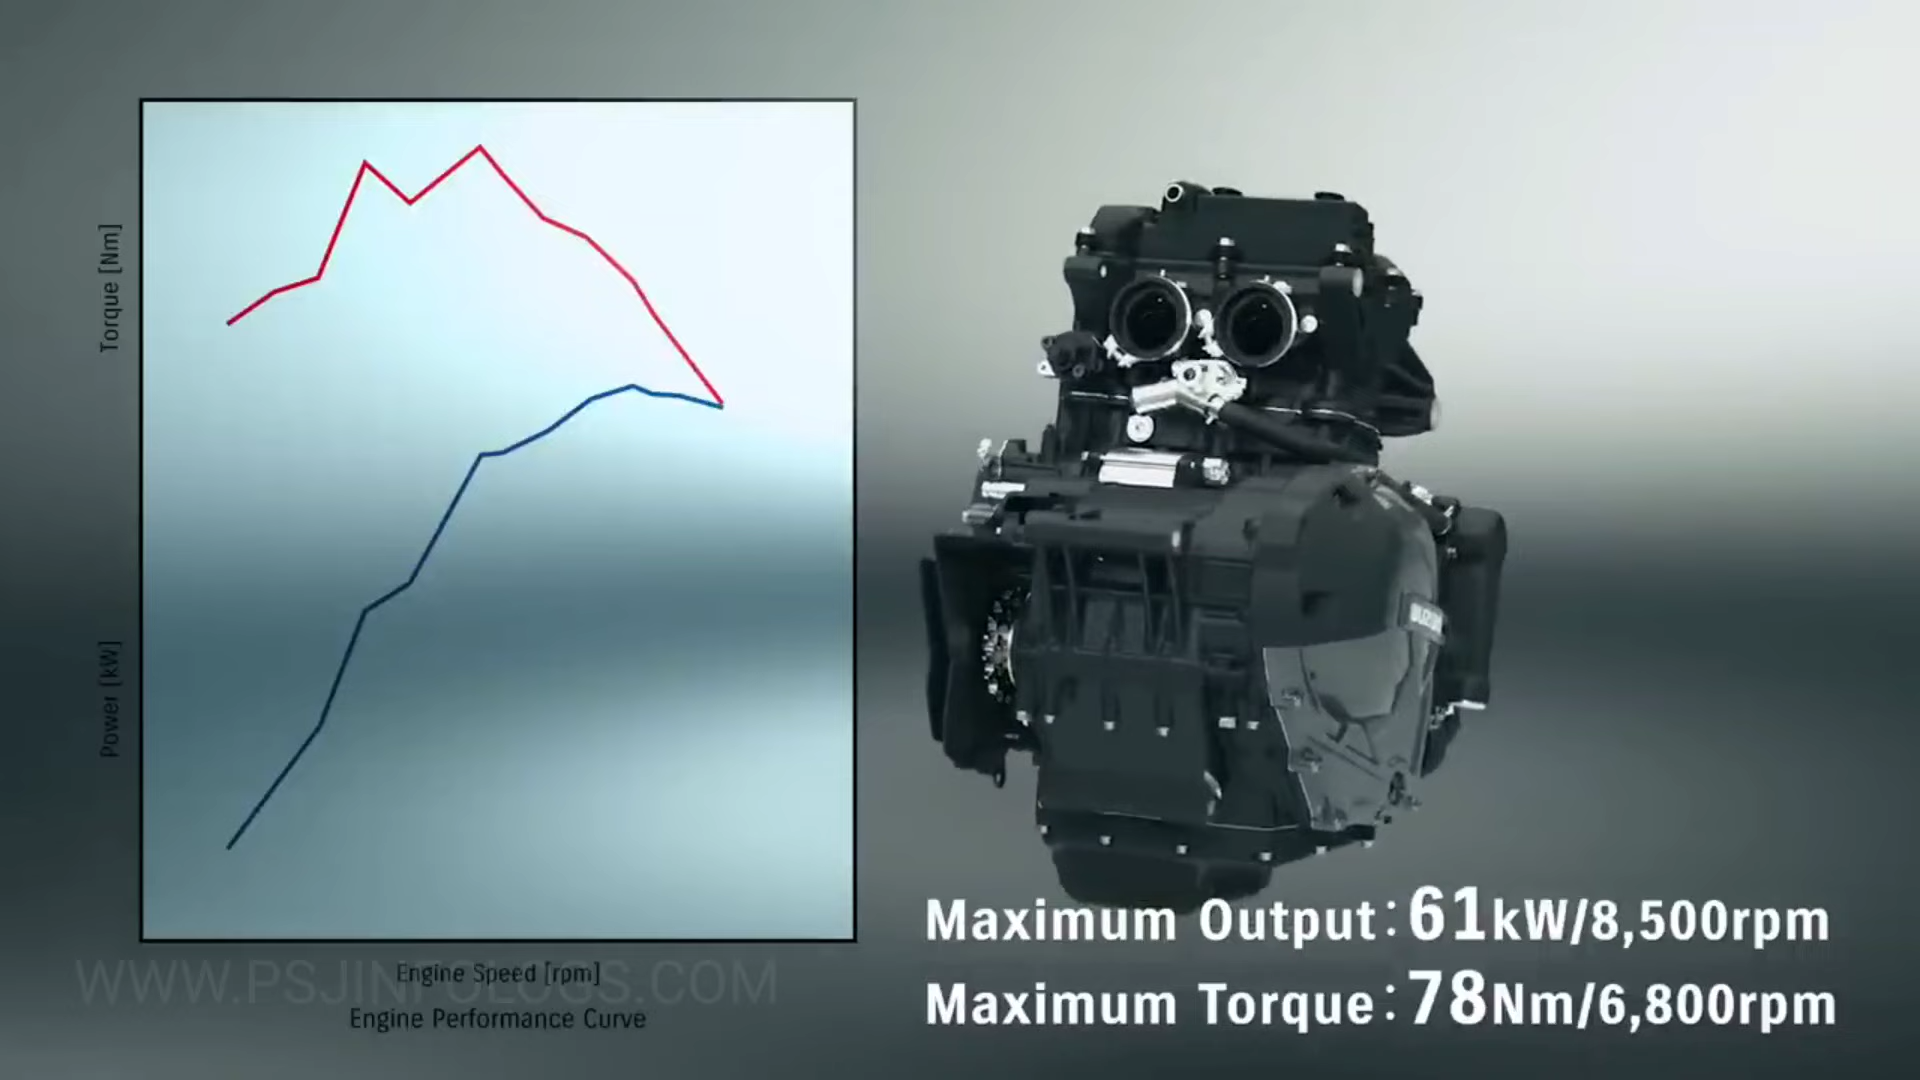 Torque [Nm]
Power [kW]
Engine Speed [rpm]
Engine Performance Curve
WWW.PSJINFOLOGS.COM
SUZUKI
Maximum Output:61kW/8,500rpm
Maximum Torque:78Nm/6,800rpm